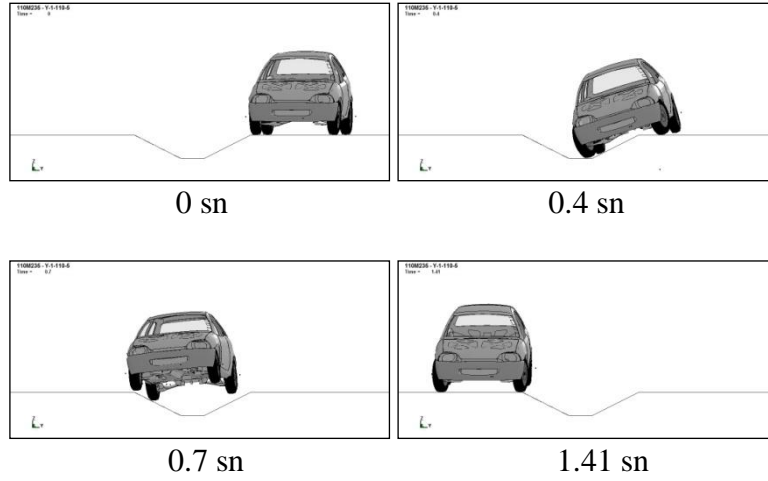 110M235 - Y-1-110-5
Time = 0
110M235 - Y-1-110-5
Time = 0.4
0 sn
0.4 sn
110M235 - Y-1-110-5
Time = 0.7
110M235 - Y-1-110-5
Time = 1.41
0.7 sn
1.41 sn